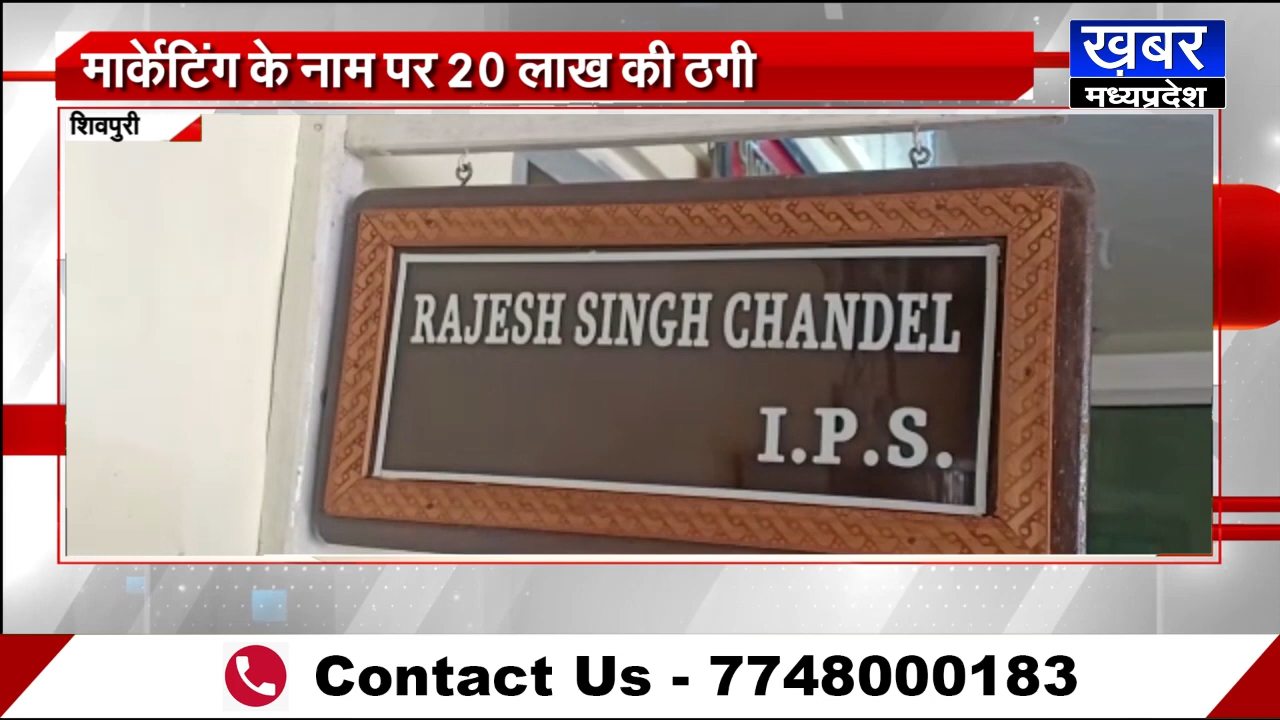 मार्केटिंग के नाम पर 20 लाख की ठगी
ख़बर
मध्यप्रदेश
शिवपुरी
RAJESH SINGH CHANDEL
I.P.S.
Contact Us - 7748000183